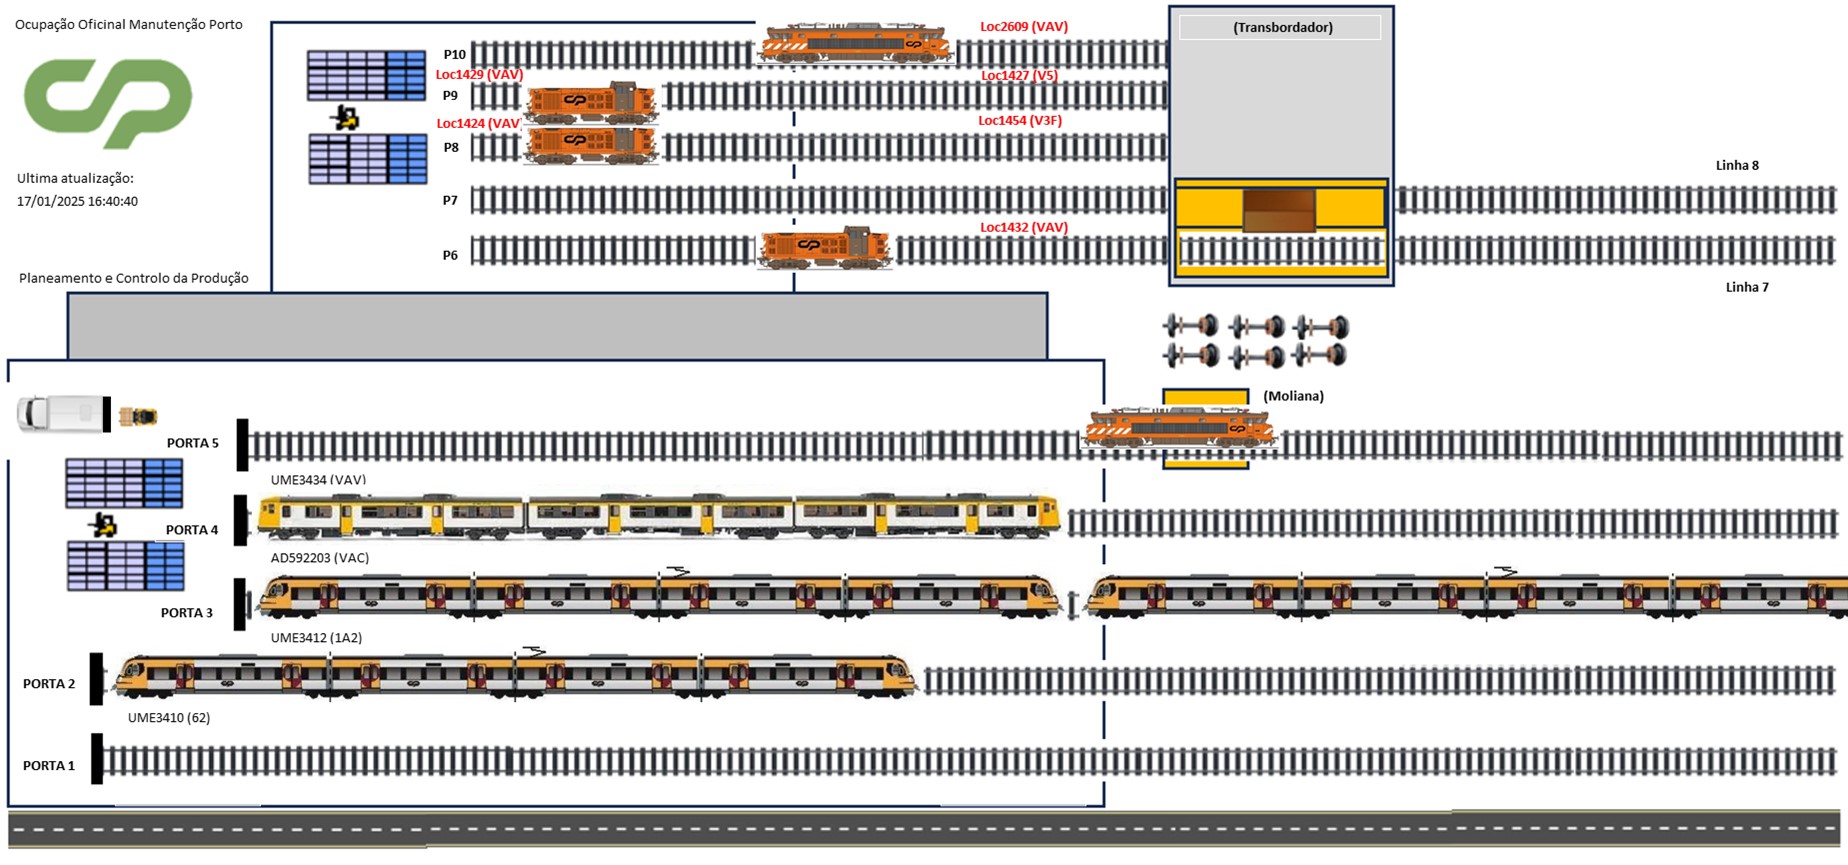 Ocupação Oficinal Manutenção Porto
Loc2609 (VAV)
(Transbordador)
P10
Loc1429 (VAV)
Loc1427 (V5)
P9
Loc1424 (VAV)
Loc1454 (V3F)
P8
Ultima atualização:
17/01/2025 16:40:40
Linha 8
P7
Loc1432 (VAV)
P6
Planeamento e Controlo da Produção
Linha 7
(Moliana)
PORTA 5
UME3434 (VAV)
PORTA 4
AD592203 (VAC)
PORTA 3
UME3412 (1A2)
PORTA 2
UME3410 (62)
PORTA 1